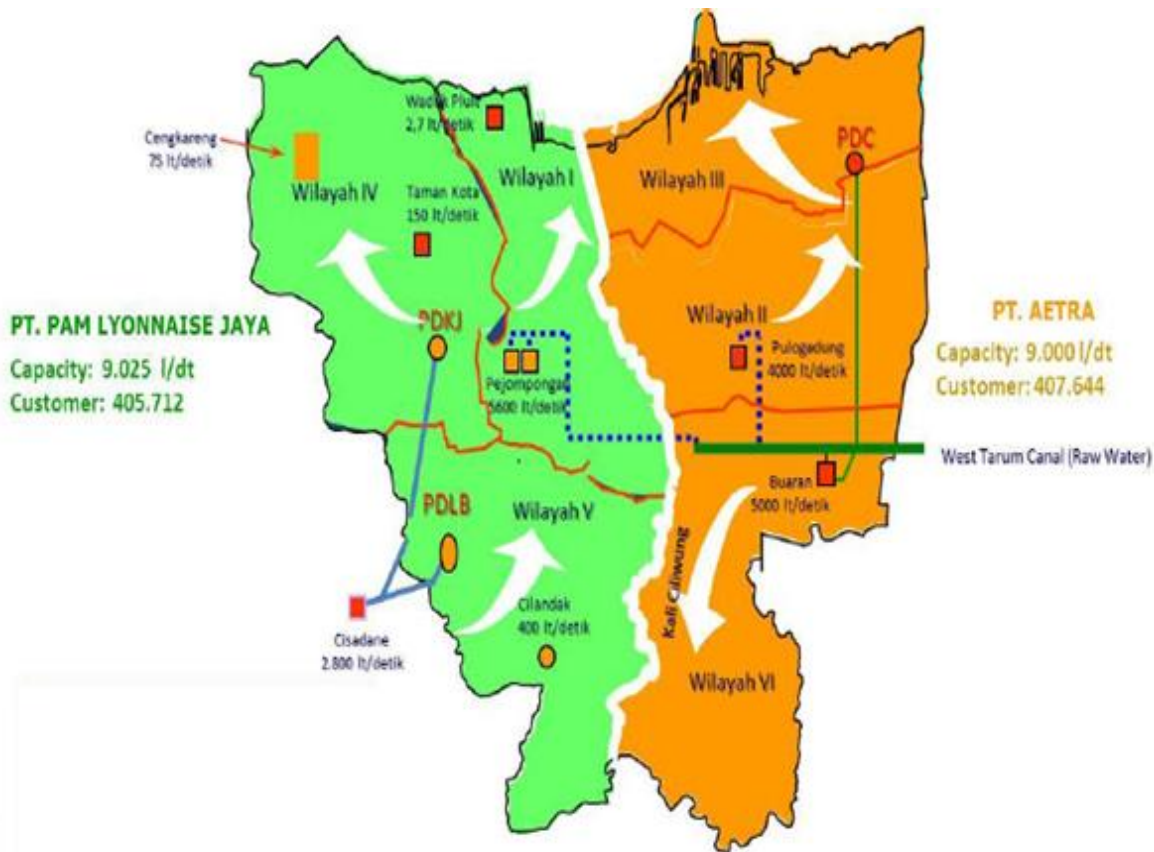 Waduk Pluit
2,7 lt/detik
Cengkareng
75 lt/detik
Wilayah IV
Wilayah I
Wilayah III
PDC
Taman Kota
150 lt/detik
PT. PAM LYONNAISE JAYA
Capacity: 9.025 l/dt
Customer: 405.712
PDKJ
Pejompongan
5600 lt/detik
Wilayah II
Pulogadung
4000 lt/detik
PT. AETRA
Capacity: 9.000 l/dt
Customer: 407.644
West Tarum Canal (Raw Water)
Buaran
5000 lt/detik
PDLB
Wilayah V
Kali Ciliwung
Cilandak
400 lt/detik
Cisadane
2.800 lt/detik
Wilayah VI